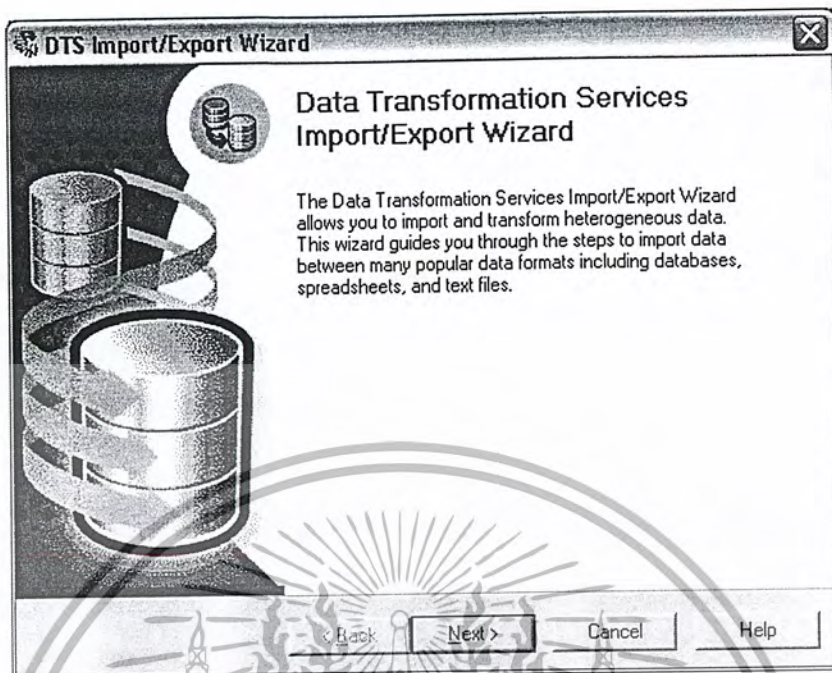 DTS Import/Export Wizard
Data Transformation Services
Import/Export Wizard
The Data Transformation Services Import/Export Wizard
allows you to import and transform heterogeneous data.
This wizard guides you through the steps to import data
between many popular data formats including databases,
spreadsheets, and text files.
< Back
Next >
Cancel
Help